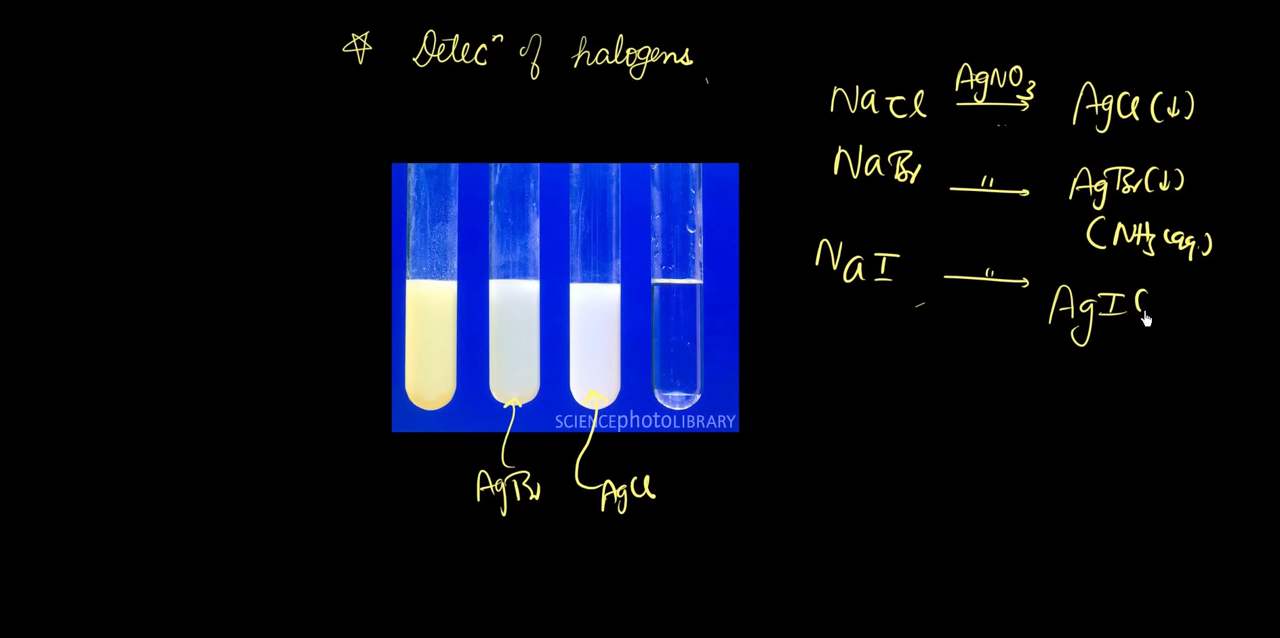 ☆ Detecⁿ of halogens
NaCl AgNO₃ → AgCl (↓)
NaBr " → AgBr (↓)
(NH₃ (aq.)
NaI " → AgI (
SCIENCEphotoLIBRARY
AgBr AgCl